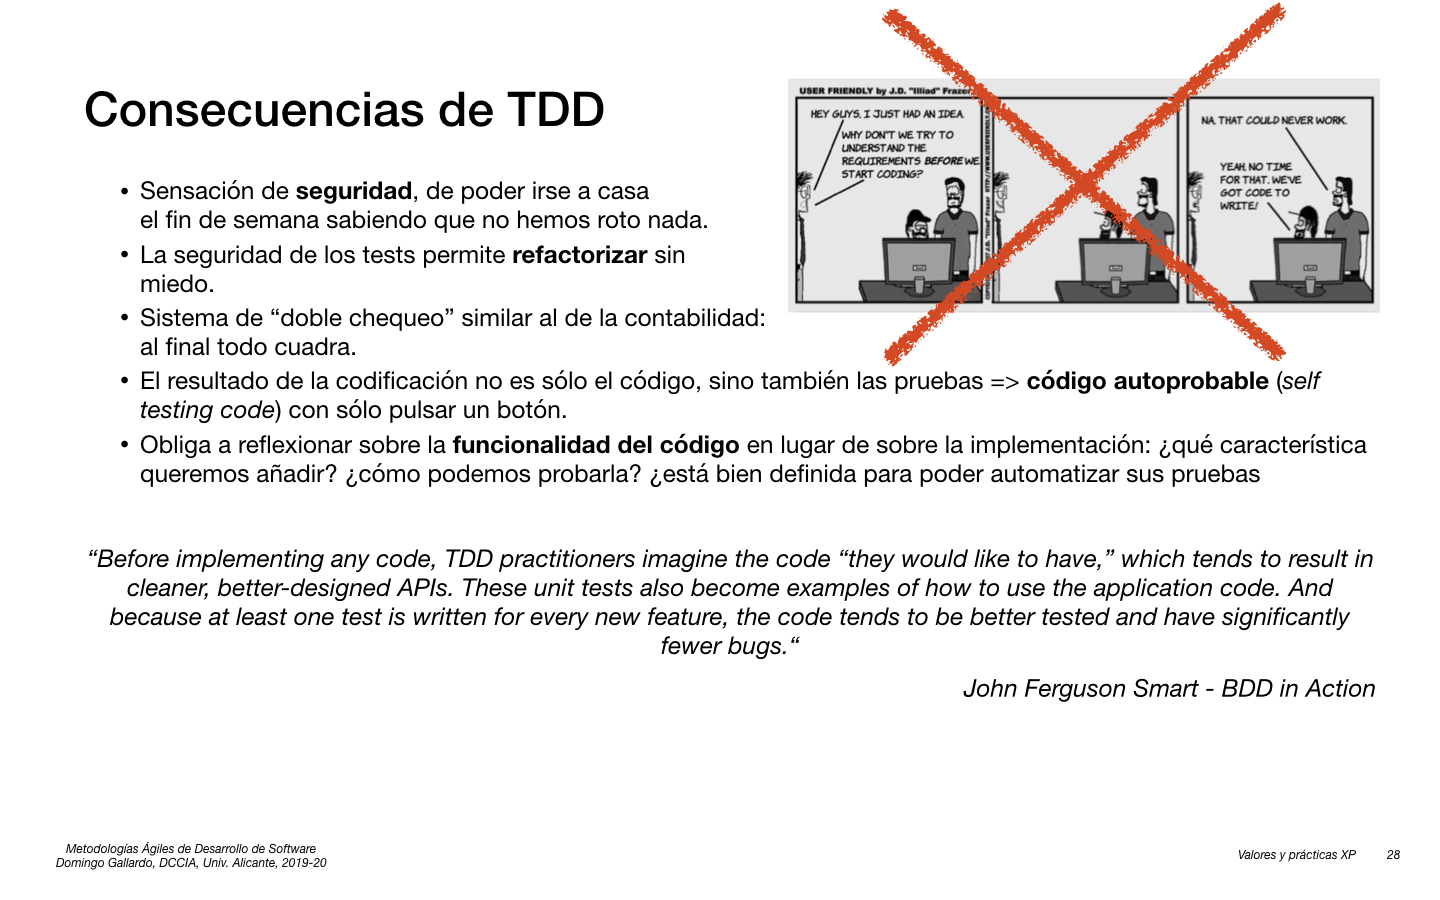 Consecuencias de TDD
USER FRIENDLY by J.D. "Illiad" Frazer
HEY GUYS, I JUST HAD AN IDEA.
WHY DON'T WE TRY TO
UNDERSTAND THE
REQUIREMENTS BEFORE WE
START CODING?
NA, THAT COULD NEVER WORK.
YEAH, NO TIME
FOR THAT. WE'VE
GOT CODE TO
WRITE!
• Sensación de seguridad, de poder irse a casa
el fin de semana sabiendo que no hemos roto nada.
• La seguridad de los tests permite refactorizar sin
miedo.
• Sistema de “doble chequeo” similar al de la contabilidad:
al final todo cuadra.
• El resultado de la codificación no es sólo el código, sino también las pruebas => código autoprobable (self
testing code) con sólo pulsar un botón.
• Obliga a reflexionar sobre la funcionalidad del código en lugar de sobre la implementación: ¿qué característica
queremos añadir? ¿cómo podemos probarla? ¿está bien definida para poder automatizar sus pruebas
“Before implementing any code, TDD practitioners imagine the code “they would like to have,” which tends to result in
cleaner, better-designed APIs. These unit tests also become examples of how to use the application code. And
because at least one test is written for every new feature, the code tends to be better tested and have significantly
fewer bugs.“
John Ferguson Smart - BDD in Action
Metodologías Ágiles de Desarrollo de Software
Domingo Gallardo, DCCIA, Univ. Alicante, 2019-20
Valores y prácticas XP 28